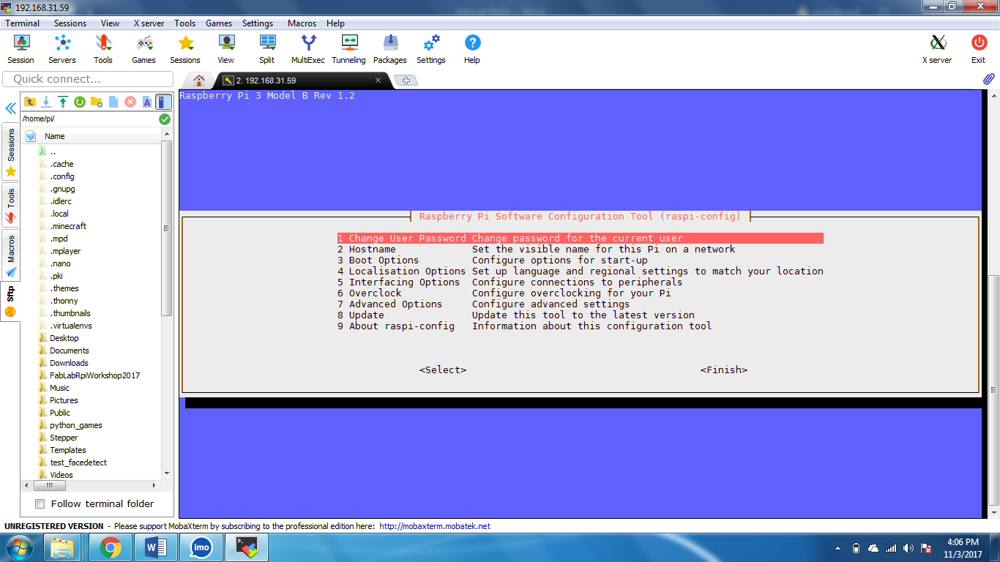 192.168.31.59
Terminal Sessions View X server Tools Games Settings Macros Help
Session Servers Tools Games Sessions View Split MultiExec Tunneling Packages Settings Help X server Exit
Quick connect...
2. 192.168.31.59
/home/pi/
Name
..
.cache
.config
.gnupg
.idlerc
.local
.minecraft
.mpd
.mplayer
.nano
.pki
.themes
.thonny
.thumbnails
.virtualenvs
Desktop
Documents
Downloads
FabLabRpiWorkshop2017
Music
Pictures
Public
python_games
Stepper
Templates
test_facedetect
Videos
Follow terminal folder
Sessions
Tools
Macros
Sftp
Raspberry Pi 3 Model B Rev 1.2
Raspberry Pi Software Configuration Tool (raspi-config)
1 Change User Password Change password for the current user
2 Hostname Set the visible name for this Pi on a network
3 Boot Options Configure options for start-up
4 Localisation Options Set up language and regional settings to match your location
5 Interfacing Options Configure connections to peripherals
6 Overclock Configure overclocking for your Pi
7 Advanced Options Configure advanced settings
8 Update Update this tool to the latest version
9 About raspi-config Information about this configuration tool
<Select> <Finish>
UNREGISTERED VERSION - Please support MobaXterm by subscribing to the professional edition here: http://mobaxterm.mobatek.net
W
imo
4:06 PM
11/3/2017